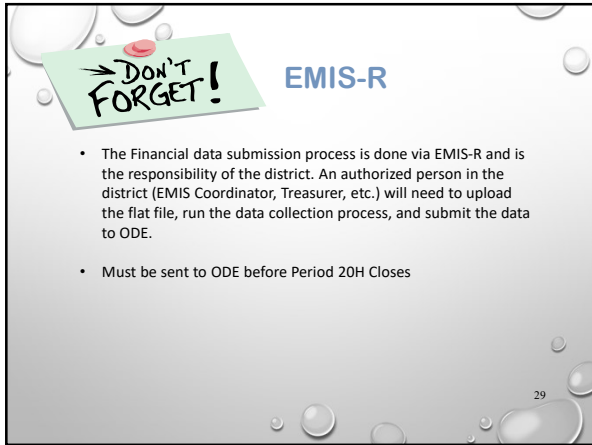 DON'T
FORGET!
EMIS-R
• The Financial data submission process is done via EMIS-R and is
the responsibility of the district. An authorized person in the
district (EMIS Coordinator, Treasurer, etc.) will need to upload
the flat file, run the data collection process, and submit the data
to ODE.
• Must be sent to ODE before Period 20H Closes
29